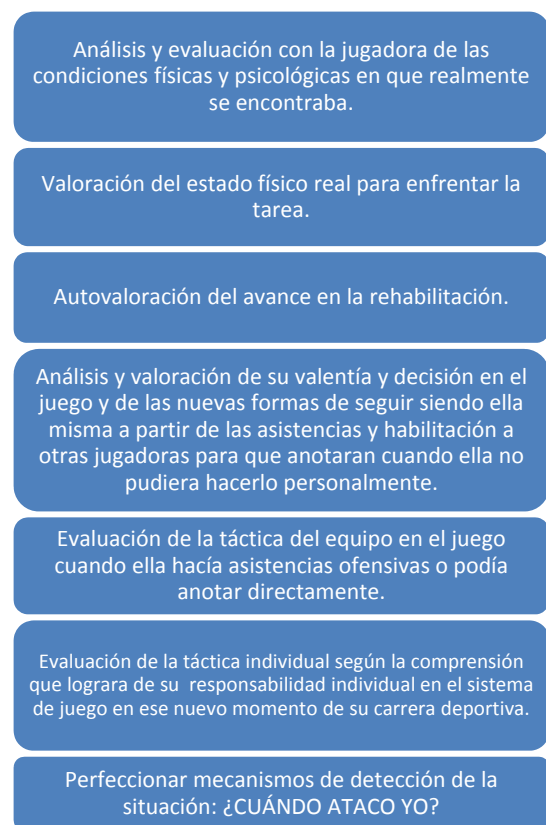 Análisis y evaluación con la jugadora de las
condiciones físicas y psicológicas en que realmente
se encontraba.
Valoración del estado físico real para enfrentar la
tarea.
Autovaloración del avance en la rehabilitación.
Análisis y valoración de su valentía y decisión en el
juego y de las nuevas formas de seguir siendo ella
misma a partir de las asistencias y habilitación a
otras jugadoras para que anotaran cuando ella no
pudiera hacerlo personalmente.
Evaluación de la táctica del equipo en el juego
cuando ella hacía asistencias ofensivas o podía
anotar directamente.
Evaluación de la táctica individual según la comprensión
que lograra de su responsabilidad individual en el sistema
de juego en ese nuevo momento de su carrera deportiva.
Perfeccionar mecanismos de detección de la
situación: ¿CUÁNDO ATACO YO?